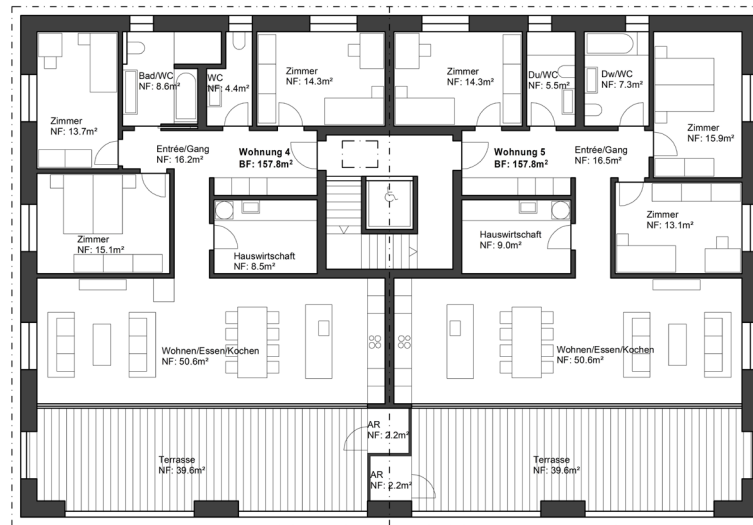 Zimmer
NF: 13.7m²
Bad/WC
NF: 8.6m²
WC
NF: 4.4m²
Zimmer
NF: 14.3m²
Zimmer
NF: 14.3m²
Du/WC
NF: 5.5m²
Dw/WC
NF: 7.3m²
Zimmer
NF: 15.9m²
Entrée/Gang
NF: 16.2m²
Wohnung 4
BF: 157.8m²
Wohnung 5
BF: 157.8m²
Entrée/Gang
NF: 16.5m²
Zimmer
NF: 15.1m²
Hauswirtschaft
NF: 8.5m²
Hauswirtschaft
NF: 9.0m²
Zimmer
NF: 13.1m²
Wohnen/Essen/Kochen
NF: 50.6m²
Wohnen/Essen/Kochen
NF: 50.6m²
AR
NF: 2.2m²
Terrasse
NF: 39.6m²
AR
NF: 2.2m²
Terrasse
NF: 39.6m²